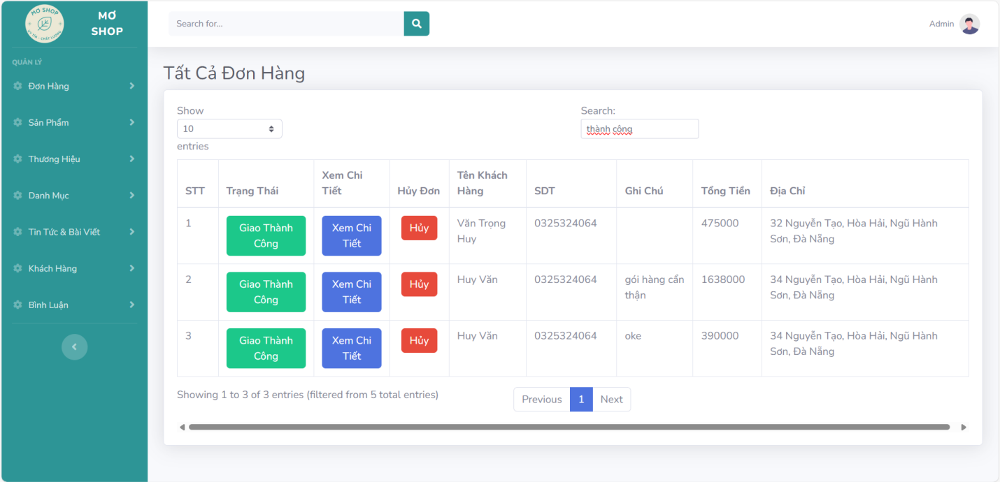 MO SHOP
UY TÍN - CHẤT LƯỢNG
MƠ
SHOP
Search for...
Admin
QUẢN LÝ
Đơn Hàng
Sản Phẩm
Thương Hiệu
Danh Mục
Tin Tức & Bài Viết
Khách Hàng
Bình Luận
Tất Cả Đơn Hàng
Show
10
entries
Search:
thành công
STT
Trạng Thái
Xem Chi
Tiết
Hủy Đơn
Tên Khách
Hàng
SDT
Ghi Chú
Tổng Tiền
Địa Chỉ
1
Giao Thành
Công
Xem Chi
Tiết
Hủy
Văn Trọng
Huy
0325324064
475000
32 Nguyễn Tạo, Hòa Hải, Ngũ Hành
Sơn, Đà Nẵng
2
Giao Thành
Công
Xem Chi
Tiết
Hủy
Huy Văn
0325324064
gói hàng cẩn
thận
1638000
34 Nguyễn Tạo, Hòa Hải, Ngũ Hành
Sơn, Đà Nẵng
3
Giao Thành
Công
Xem Chi
Tiết
Hủy
Huy Văn
0325324064
oke
390000
34 Nguyễn Tạo, Hòa Hải, Ngũ Hành
Sơn, Đà Nẵng
Showing 1 to 3 of 3 entries (filtered from 5 total entries)
Previous
1
Next